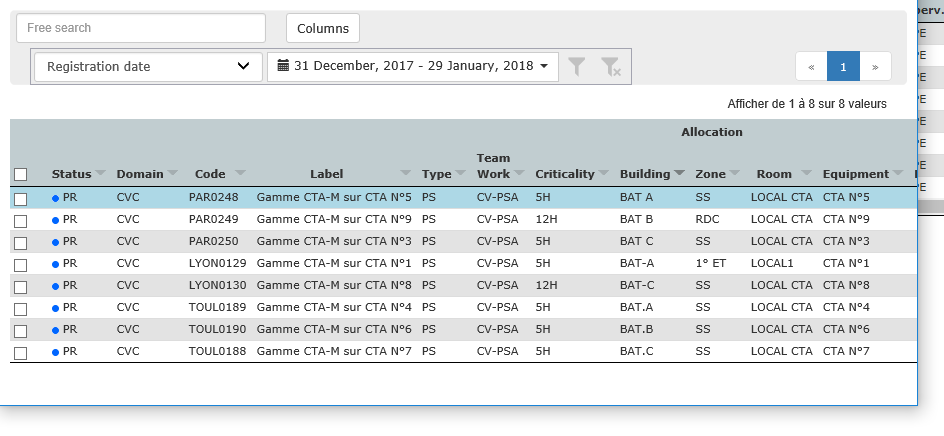 Free search
Columns
perv.
Registration date
31 December, 2017 - 29 January, 2018
« 1 »
Afficher de 1 à 8 sur 8 valeurs
Allocation
Status Domain Code Label Type Team Work Criticality Building Zone Room Equipment
PR CVC PAR0248 Gamme CTA-M sur CTA N°5 PS CV-PSA 5H BAT A SS LOCAL CTA CTA N°5
PR CVC PAR0249 Gamme CTA-M sur CTA N°9 PS CV-PSA 12H BAT B RDC LOCAL CTA CTA N°9
PR CVC PAR0250 Gamme CTA-M sur CTA N°3 PS CV-PSA 5H BAT C SS LOCAL CTA CTA N°3
PR CVC LYON0129 Gamme CTA-M sur CTA N°1 PS CV-PSA 5H BAT-A 1° ET LOCAL1 CTA N°1
PR CVC LYON0130 Gamme CTA-M sur CTA N°8 PS CV-PSA 12H BAT-C SS LOCAL CTA CTA N°8
PR CVC TOUL0189 Gamme CTA-M sur CTA N°4 PS CV-PSA 5H BAT.A SS LOCAL CTA CTA N°4
PR CVC TOUL0190 Gamme CTA-M sur CTA N°6 PS CV-PSA 5H BAT.B SS LOCAL CTA CTA N°6
PR CVC TOUL0188 Gamme CTA-M sur CTA N°7 PS CV-PSA 5H BAT.C SS LOCAL CTA CTA N°7